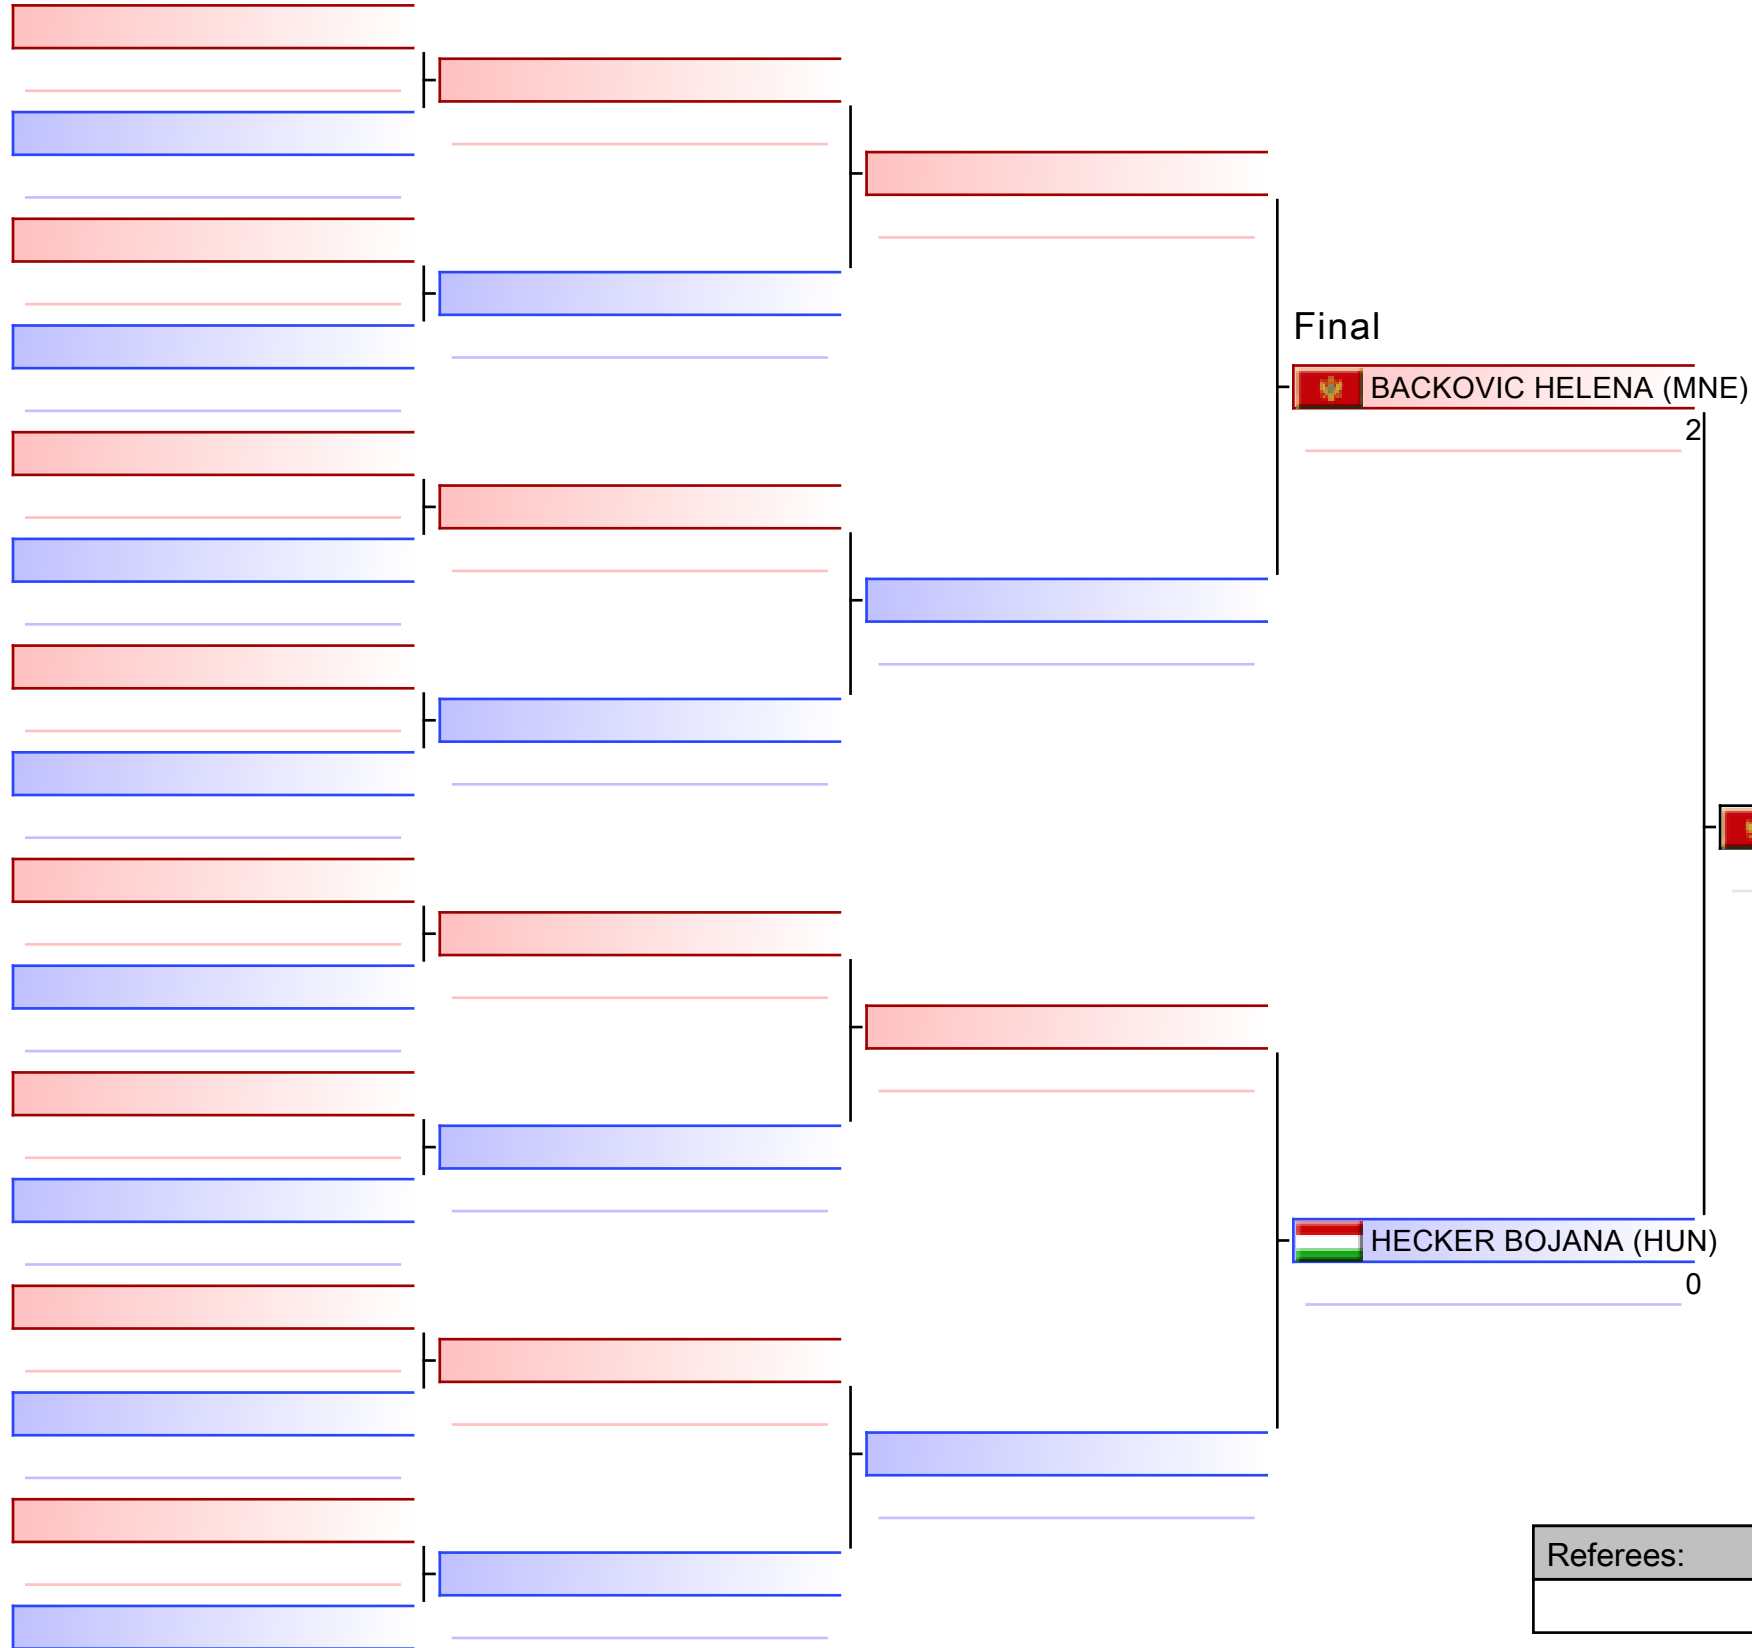 Final
BACKOVIC HELENA (MNE)
2
HECKER BOJANA (HUN)
0
Referees: